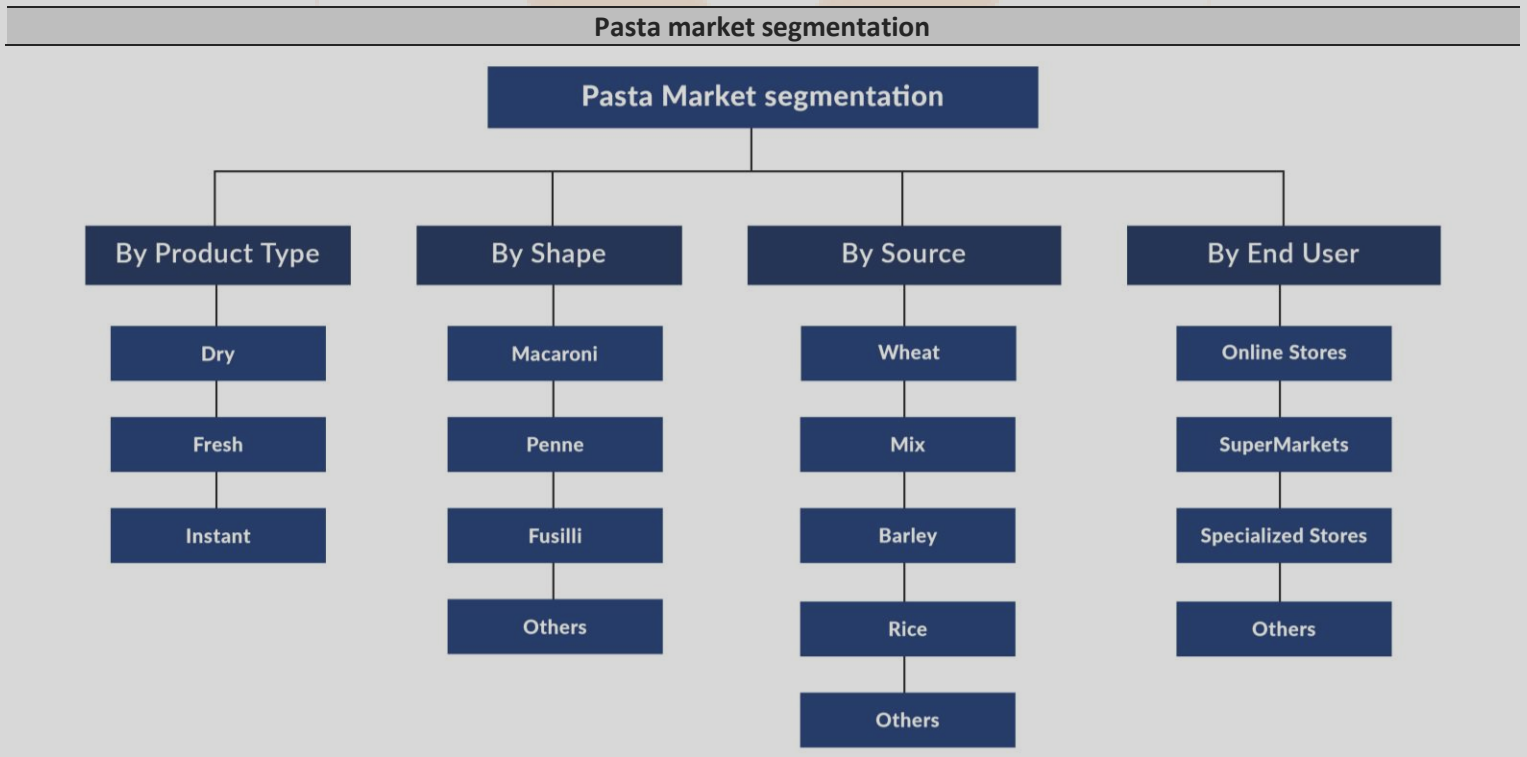 Pasta market segmentation
Pasta Market segmentation
By Product Type
Dry
Fresh
Instant
By Shape
Macaroni
Penne
Fusilli
Others
By Source
Wheat
Mix
Barley
Rice
Others
By End User
Online Stores
SuperMarkets
Specialized Stores
Others